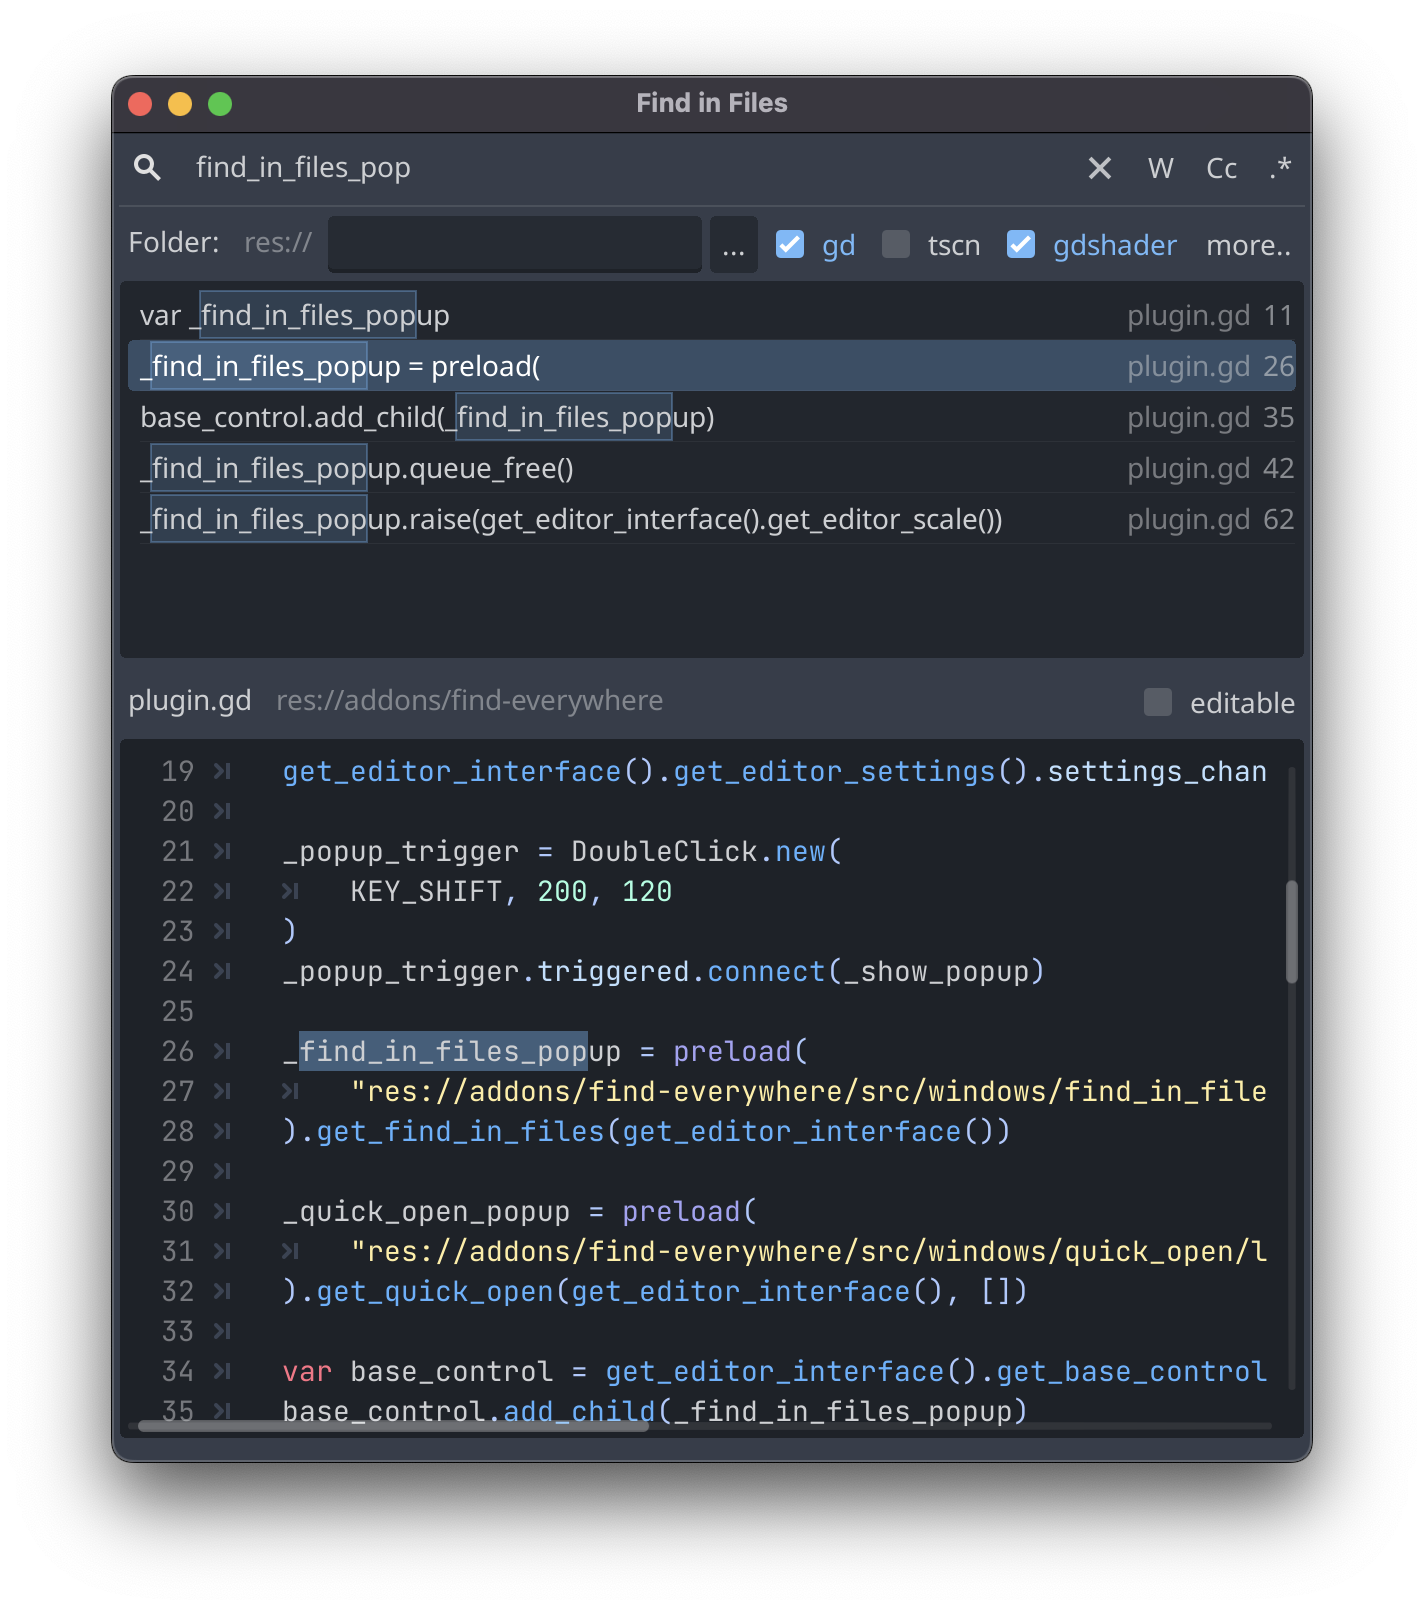 Find in Files
find_in_files_pop W Cc .*
Folder: res:// ... gd tscn gdshader more..
var _find_in_files_popup plugin.gd 11
_find_in_files_popup = preload( plugin.gd 26
base_control.add_child(_find_in_files_popup) plugin.gd 35
_find_in_files_popup.queue_free() plugin.gd 42
_find_in_files_popup.raise(get_editor_interface().get_editor_scale()) plugin.gd 62
plugin.gd res://addons/find-everywhere editable
19 get_editor_interface().get_editor_settings().settings_chan
20
21 _popup_trigger = DoubleClick.new(
22 KEY_SHIFT, 200, 120
23 )
24 _popup_trigger.triggered.connect(_show_popup)
25
26 _find_in_files_popup = preload(
27 "res://addons/find-everywhere/src/windows/find_in_file
28 ).get_find_in_files(get_editor_interface())
29
30 _quick_open_popup = preload(
31 "res://addons/find-everywhere/src/windows/quick_open/l
32 ).get_quick_open(get_editor_interface(), [])
33
34 var base_control = get_editor_interface().get_base_control
35 base_control.add_child(_find_in_files_popup)